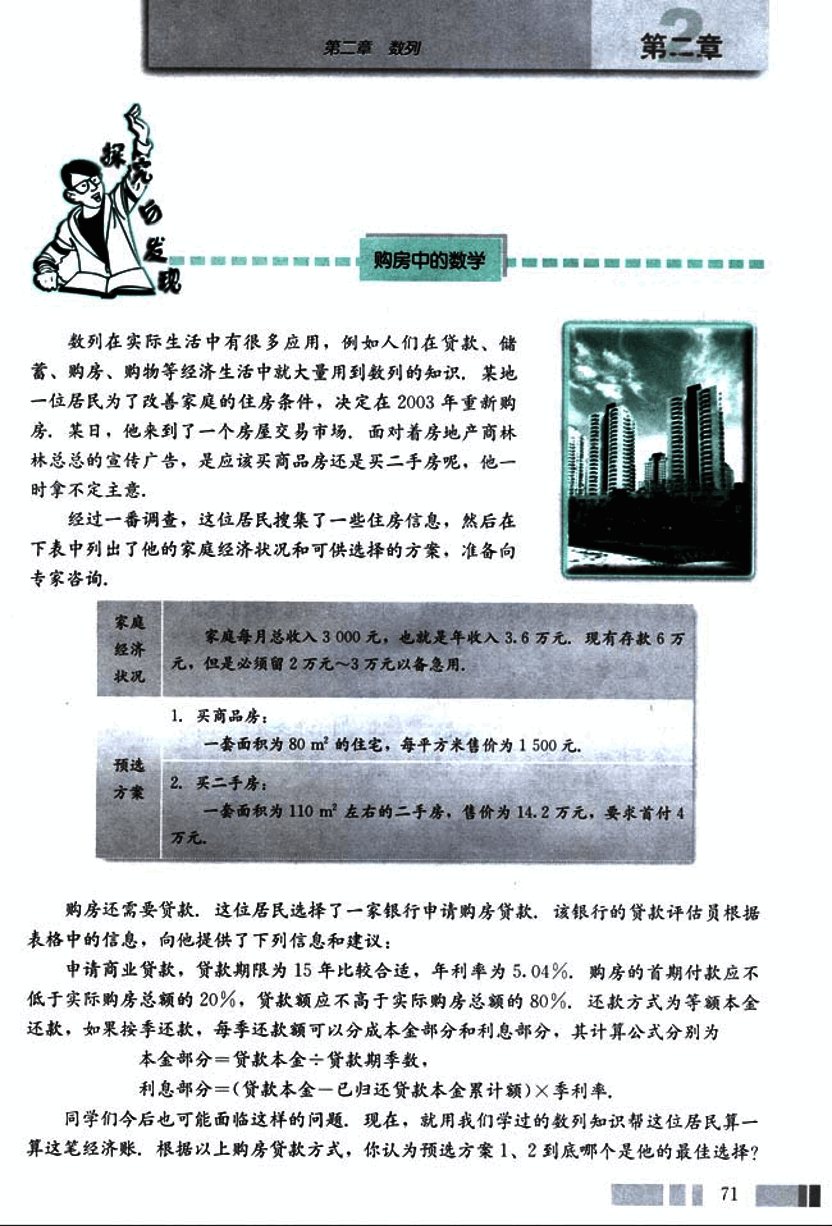 第二章 数列
第二章
探究与发现
购房中的数学
数列在实际生活中有很多应用，例如人们在贷款、储
蓄、购房、购物等经济生活中就大量用到数列的知识．某地
一位居民为了改善家庭的住房条件，决定在 2003 年重新购
房．某日，他来到了一个房屋交易市场．面对着房地产商林
林总总的宣传广告，是应该买商品房还是买二手房呢，他一
时拿不定主意．
经过一番调查，这位居民搜集了一些住房信息，然后在
下表中列出了他的家庭经济状况和可供选择的方案，准备向
专家咨询．
家庭
经济
状况
家庭每月总收入 3 000 元，也就是年收入 3.6 万元．现有存款 6 万
元，但是必须留 2 万元～3 万元以备急用．
预选
方案
1．买商品房：
一套面积为 80 m² 的住宅，每平方米售价为 1 500 元．
2．买二手房：
一套面积为 110 m² 左右的二手房，售价为 14.2 万元，要求首付 4
万元．
购房还需要贷款．这位居民选择了一家银行申请购房贷款．该银行的贷款评估员根据
表格中的信息，向他提供了下列信息和建议：
申请商业贷款，贷款期限为 15 年比较合适，年利率为 5.04％．购房的首期付款应不
低于实际购房总额的 20％，贷款额应不高于实际购房总额的 80％．还款方式为等额本金
还款，如果按季还款，每季还款额可以分成本金部分和利息部分，其计算公式分别为
本金部分＝贷款本金÷贷款期季数，
利息部分＝(贷款本金－已归还贷款本金累计额)×季利率．
同学们今后也可能面临这样的问题．现在，就用我们学过的数列知识帮这位居民算一
算这笔经济账．根据以上购房贷款方式，你认为预选方案 1、2 到底哪个是他的最佳选择？
71